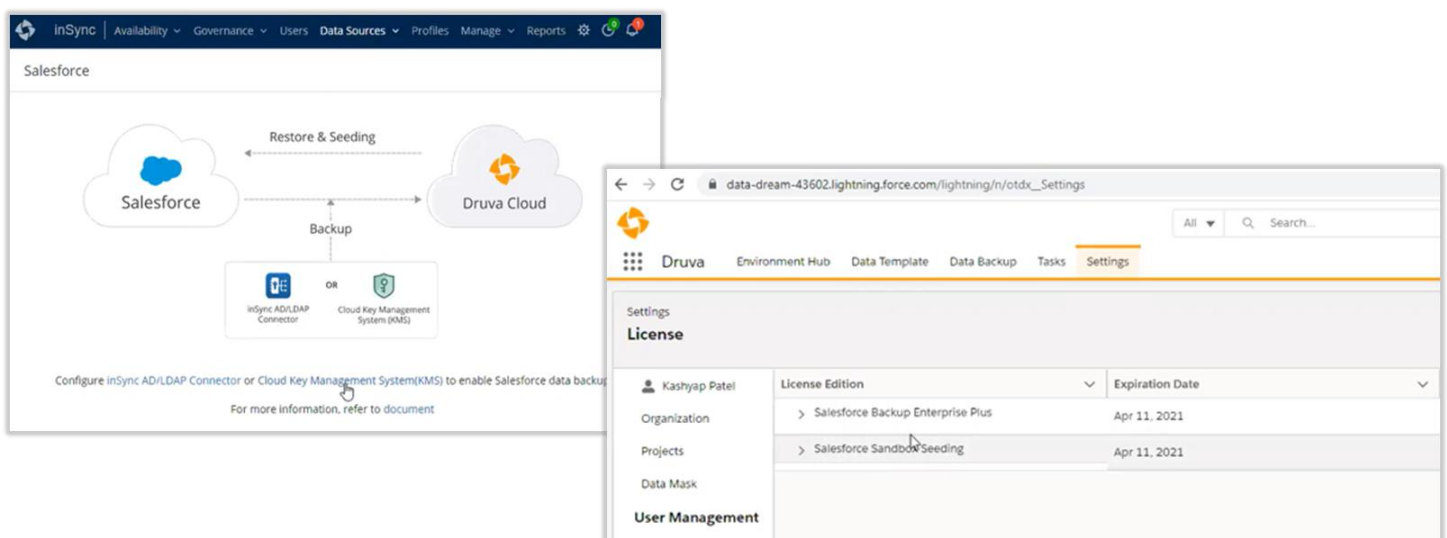 inSync Availability Governance Users Data Sources Profiles Manage Reports 0 1
Salesforce
Restore & Seeding
Salesforce
Druva Cloud
Backup
OR
inSync AD/LDAP
Connector
Cloud Key Management
System (KMS)
Configure inSync AD/LDAP Connector or Cloud Key Management System(KMS) to enable Salesforce data backup
For more information, refer to document
data-dream-43602.lightning.force.com/lightning/n/otdx__Settings
All Search...
Druva Environment Hub Data Template Data Backup Tasks Settings
Settings
License
Kashyap Patel
Organization
Projects
Data Mask
User Management
License Edition Expiration Date
Salesforce Backup Enterprise Plus Apr 11, 2021
Salesforce Sandbox Seeding Apr 11, 2021